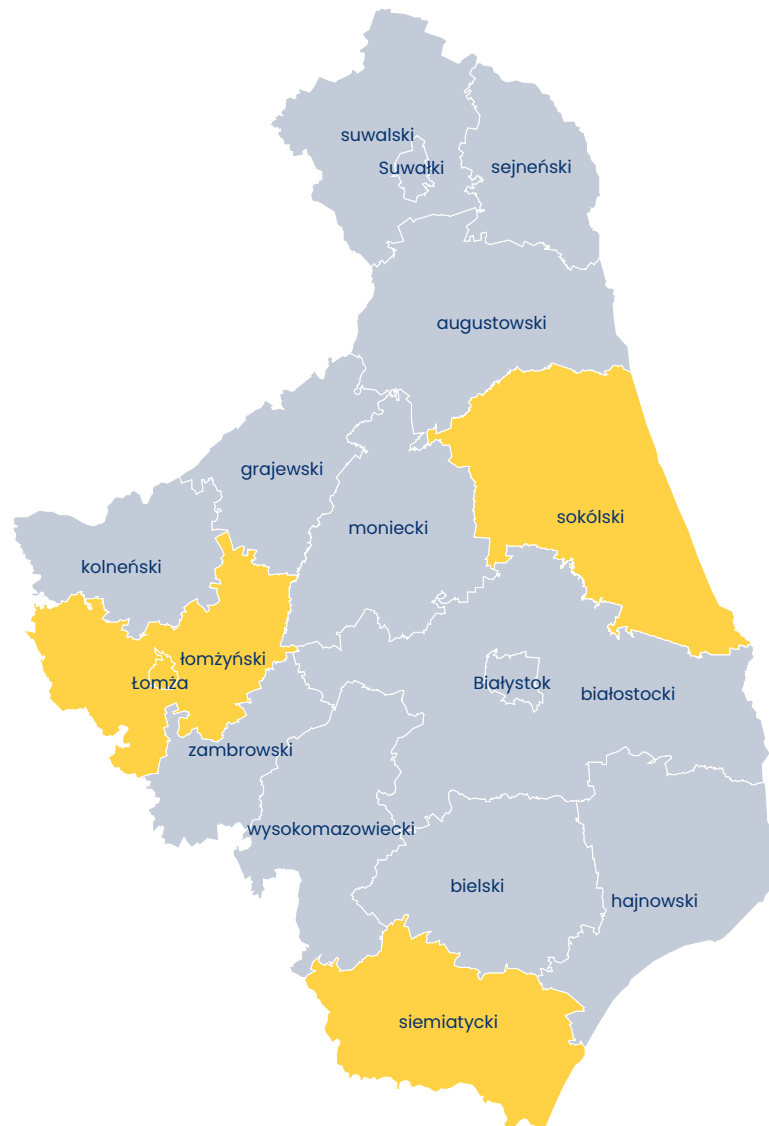 suwalski
Suwałki
sejneński
augustowski
grajewski
sokólski
moniecki
kolneński
łomżyński
Łomża
Białystok
białostocki
zambrowski
wysokomazowiecki
bielski
hajnowski
siemiatycki